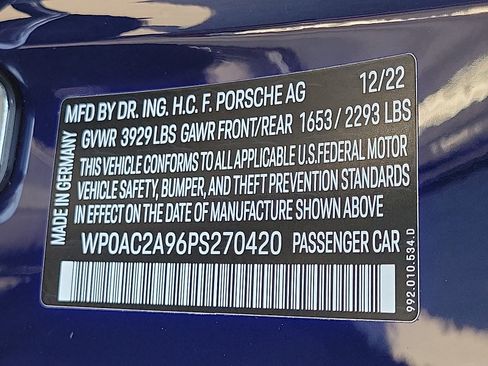 MFD BY DR. ING. H.C. F. PORSCHE AG 12/22
GVWR 3929 LBS GAWR FRONT/REAR 1653 / 2293 LBS
THIS VEHICLE CONFORMS TO ALL APPLICABLE U.S. FEDERAL MOTOR
VEHICLE SAFETY, BUMPER, AND THEFT PREVENTION STANDARDS
IN EFFECT ON THE DATE OF MANUFACTURE SHOWN ABOVE
WP0AC2A96PS270420 PASSENGER CAR
MADE IN GERMANY
992.010.534.D